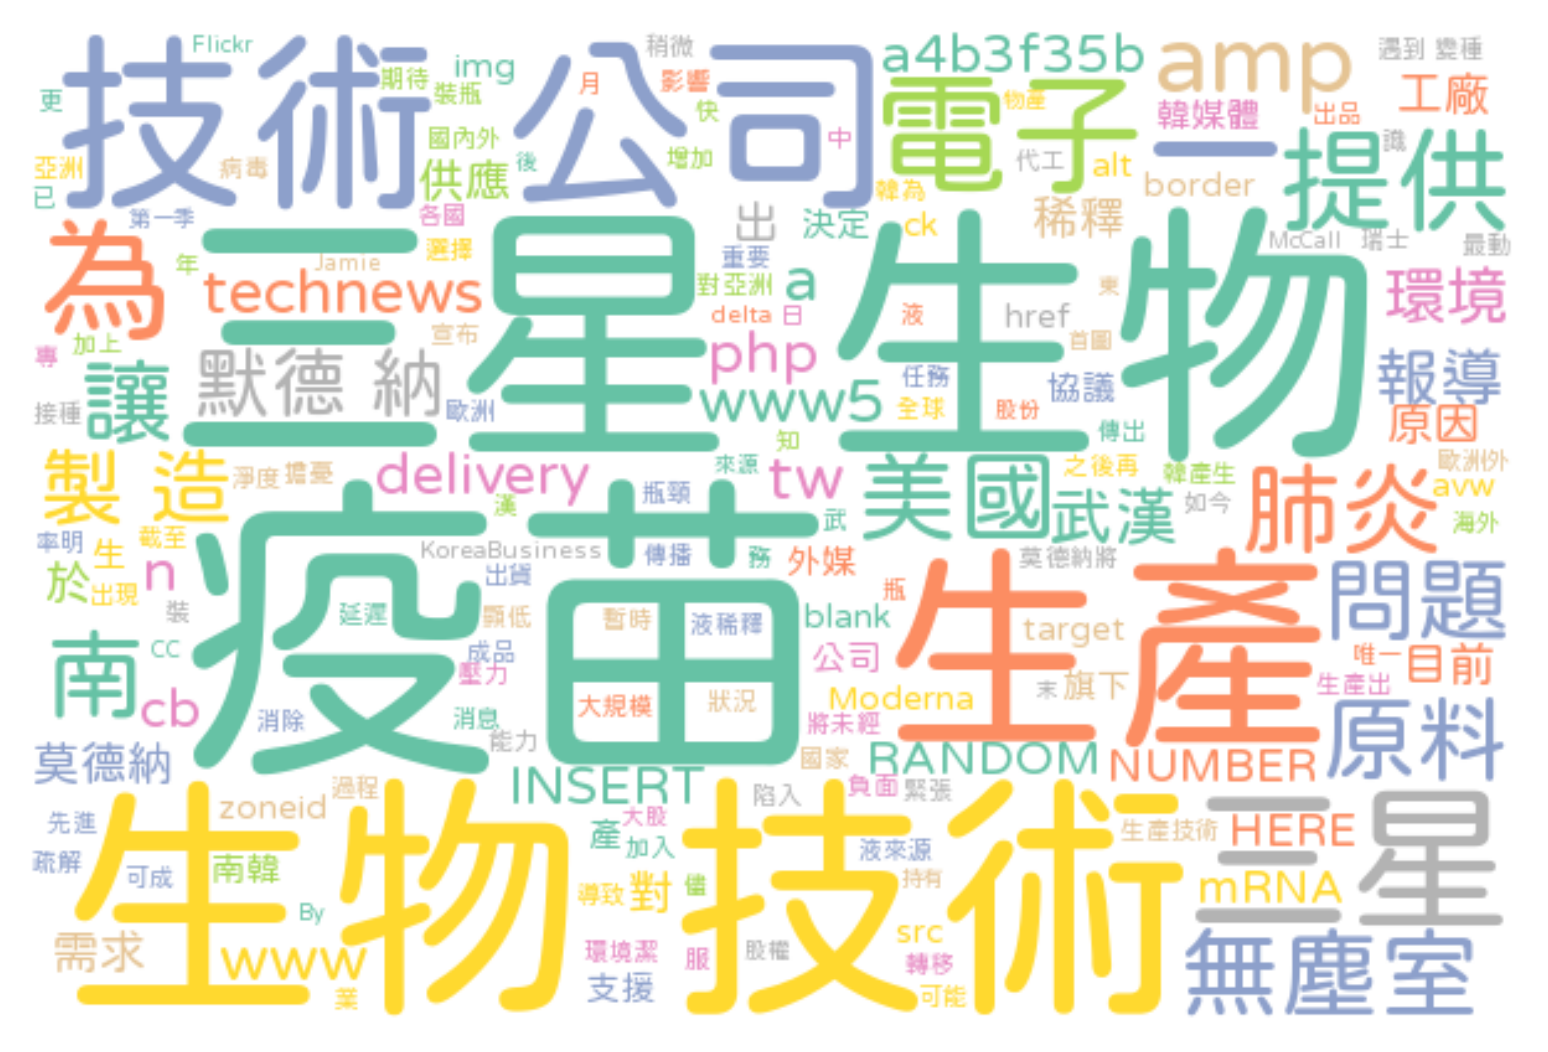 Flickr
技術
公司
稍微
a4b3f35b
amp
遇到 變種
期待
img
月
影響
工廠
更
裝瓶
快
電子
物產
韓媒體
出品
國內外
中
一
提供
識
亞洲
病毒
供應
後
增加
代工
alt
border
已
韓為
第一季
各國
出
決定
ck
稀釋
為
三星
生物
選擇
重要
McCall
瑞士
最動
年
Jamie
technews
對亞洲
a
東
環境
delta
日
液
href
專
加上
宣布
php
首圖
讓
默德 納
www5
任務
協議
報導
接種
歐洲
全球
股份
原因
知
傳出
製 造
淨度
擔憂
delivery
來源
tw
美國
之後再
韓產生
歐洲外
疫苗
瓶頸
武漢
如今
肺炎
avw
漢
武
海外
率明
截至
生
KoreaBusiness
傳播
務
外媒
莫德納將
於
出現
n
出貨
瓶
生產
問題
裝
延遲
顯低
暫時
液稀釋
blank
target
南
cc
成品
公司
唯一
目前
壓力
Moderna
末
旗下
生產出
cb
大規模
狀況
消除
消息
將未經
原料
能力
莫德納
國家
RANDOM
NUMBER
INSERT
過程
陷入
負面
緊張
zoneid
生物
技術
三星
先進
大股
產
加入
生產技術
HERE
疏解
可成
南韓
液來源
導致
對
儘
持有
mRNA
By
需求
www
環境潔
服
股權
src
轉移
無塵室
業
支援
可能